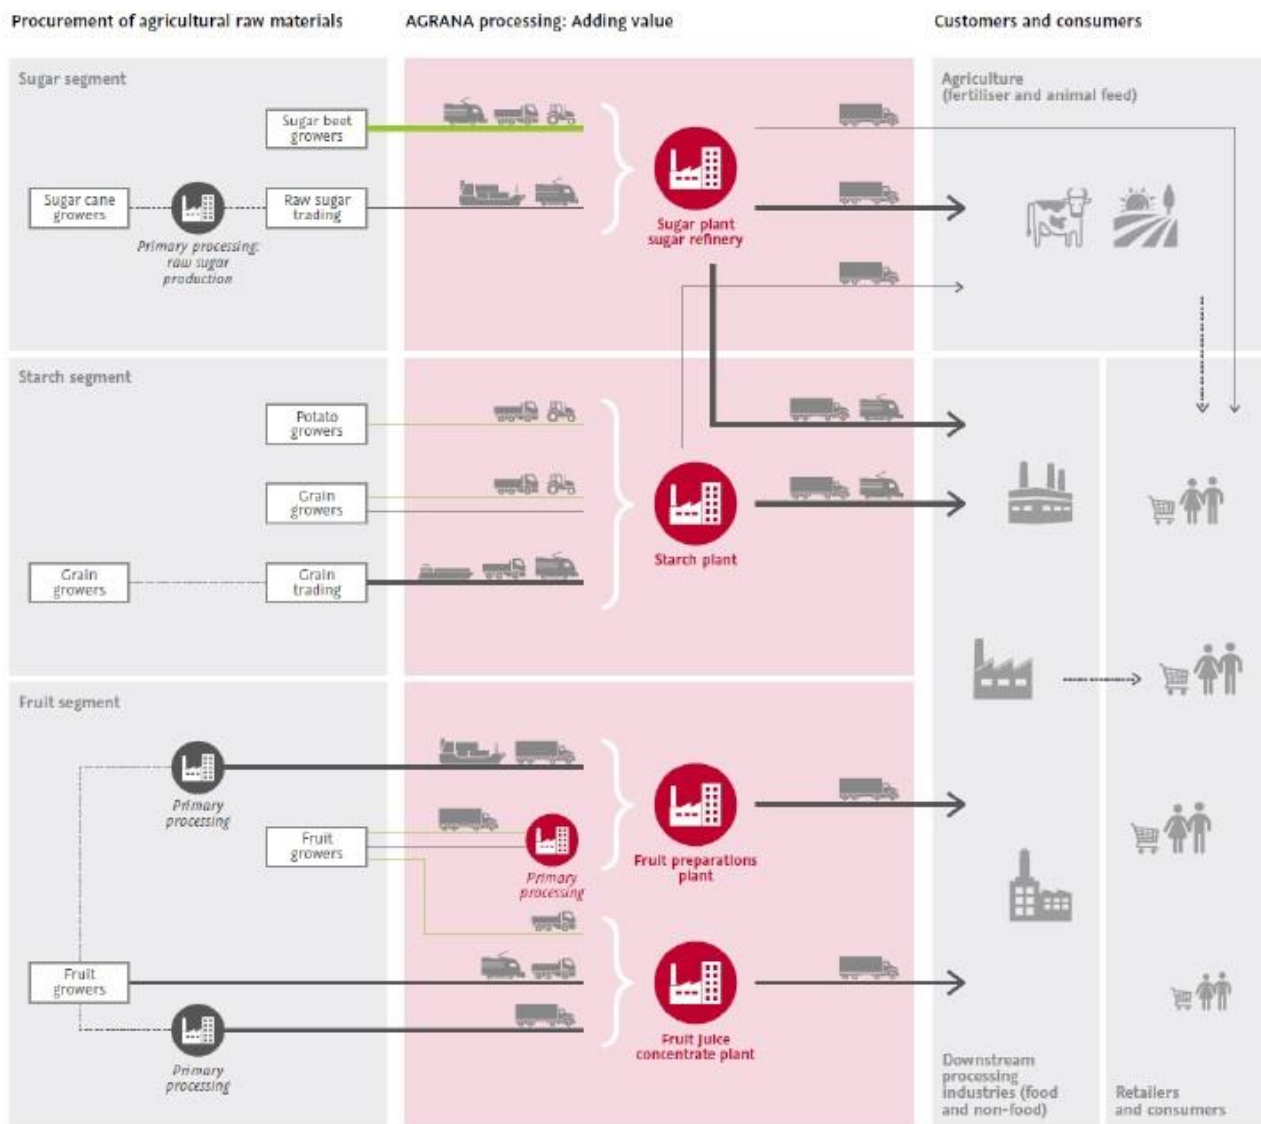 Procurement of agricultural raw materials
AGRANA processing: Adding value
Customers and consumers
Sugar segment
Sugar beet
growers
Sugar cane
growers
Primary processing:
raw sugar
production
Raw sugar
trading
Sugar plant
sugar refinery
Agriculture
(fertiliser and animal feed)
Starch segment
Potato
growers
Grain
growers
Grain
growers
Grain
trading
Starch plant
Fruit segment
Primary
processing
Fruit
growers
Primary
processing
Fruit preparations
plant
Fruit
growers
Primary
processing
Fruit juice
concentrate plant
Downstream
processing
industries (food
and non-food)
Retailers
and consumers